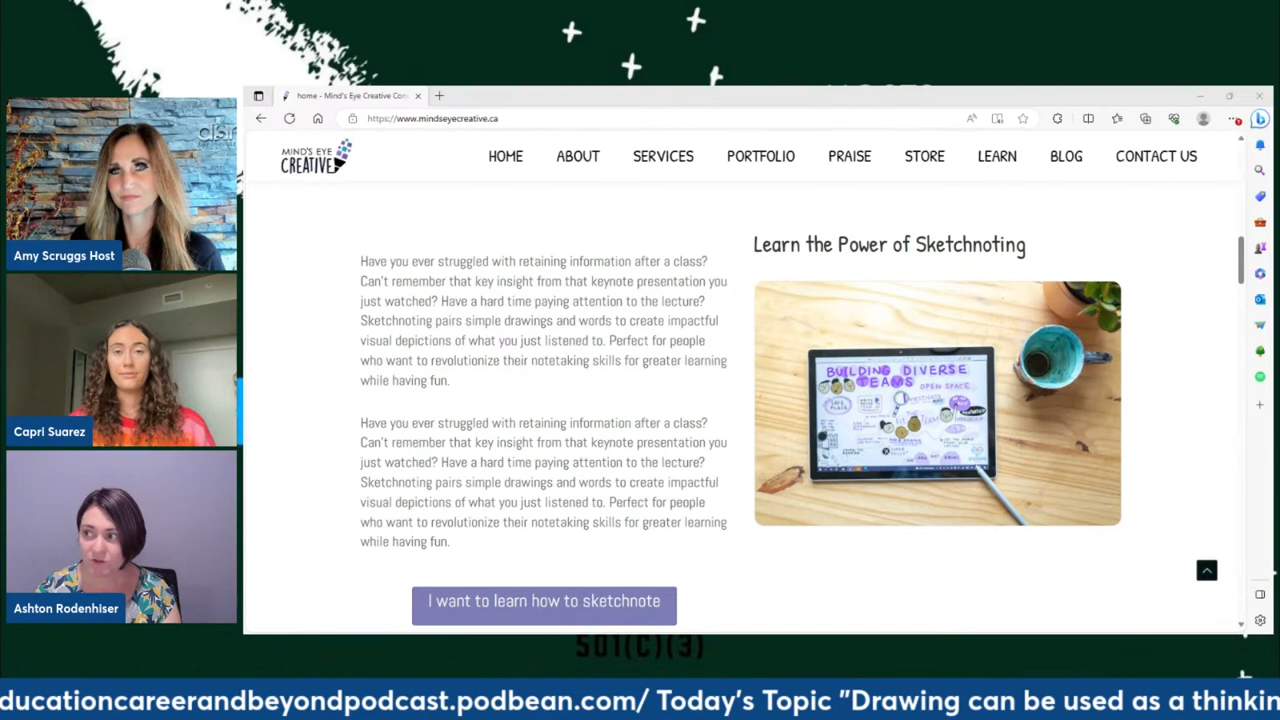 home - Mind's Eye Creative Con
https://www.mindseyecreative.ca
MIND'S EYE
CREATIVE
HOME ABOUT SERVICES PORTFOLIO PRAISE STORE LEARN BLOG CONTACT US
Amy Scruggs Host
Capri Suarez
Ashton Rodenhiser
Have you ever struggled with retaining information after a class?
Can't remember that key insight from that keynote presentation you
just watched? Have a hard time paying attention to the lecture?
Sketchnoting pairs simple drawings and words to create impactful
visual depictions of what you just listened to. Perfect for people
who want to revolutionize their notetaking skills for greater learning
while having fun.
Have you ever struggled with retaining information after a class?
Can't remember that key insight from that keynote presentation you
just watched? Have a hard time paying attention to the lecture?
Sketchnoting pairs simple drawings and words to create impactful
visual depictions of what you just listened to. Perfect for people
who want to revolutionize their notetaking skills for greater learning
while having fun.
I want to learn how to sketchnote
Learn the Power of Sketchnoting
BUILDING DIVERSE
TEAMS
OPEN SPACE
501(C)(3)
ducationcareerandbeyondpodcast.podbean.com/ Today's Topic "Drawing can be used as a thinkin